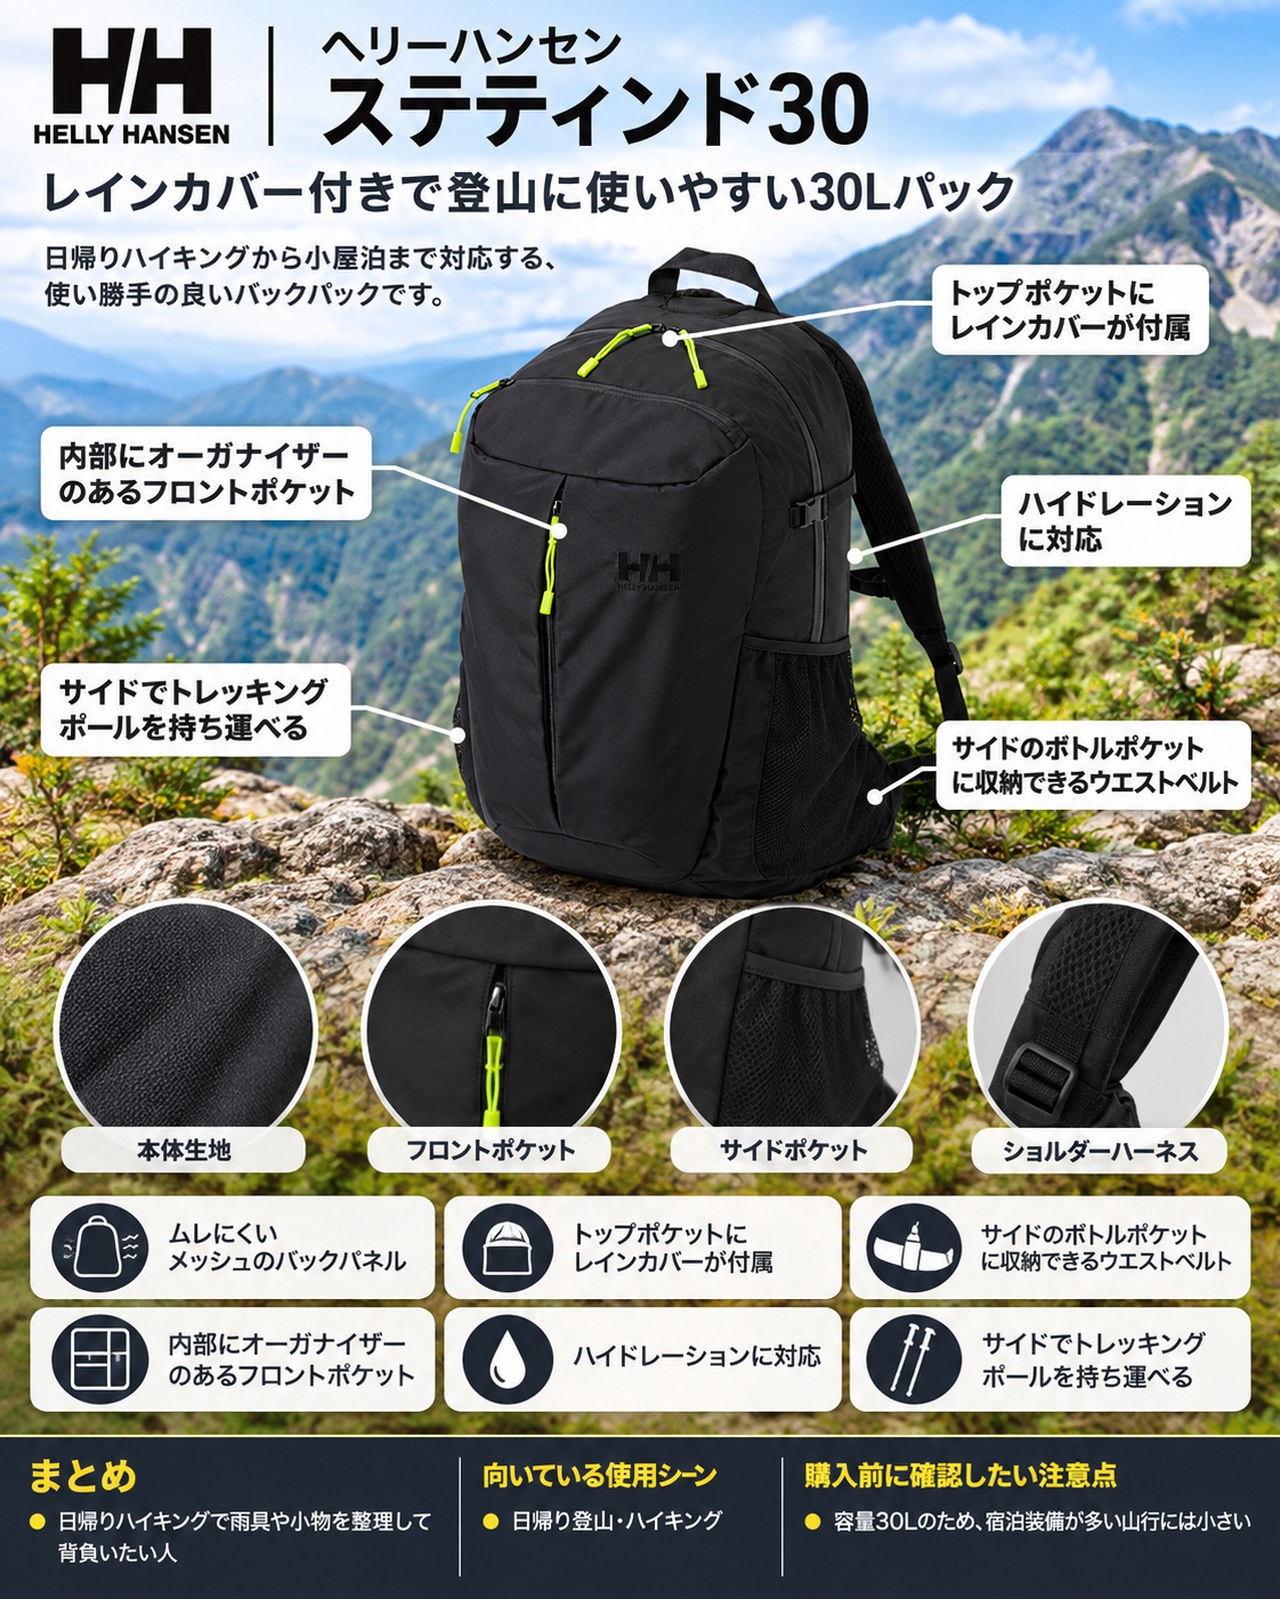 HELLY HANSEN
ヘリーハンセン
ステティンド30
レインカバー付きで登山に使いやすい30Lパック
日帰りハイキングから小屋泊まで対応する、
使い勝手の良いバックパックです。
トップポケットに
レインカバーが付属
内部にオーガナイザー
のあるフロントポケット
ハイドレーション
に対応
HELLY HANSEN
サイドでトレッキング
ポールを持ち運べる
サイドのボトルポケット
に収納できるウエストベルト
本体生地
フロントポケット
サイドポケット
ショルダーハーネス
ムレにくい
メッシュのバックパネル
トップポケットに
レインカバーが付属
サイドのボトルポケット
に収納できるウエストベルト
内部にオーガナイザー
のあるフロントポケット
ハイドレーションに対応
サイドでトレッキング
ポールを持ち運べる
まとめ
日帰りハイキングで雨具や小物を整理して
背負いたい人
向いている使用シーン
日帰り登山・ハイキング
購入前に確認したい注意点
容量30Lのため、宿泊装備が多い山行には小さい